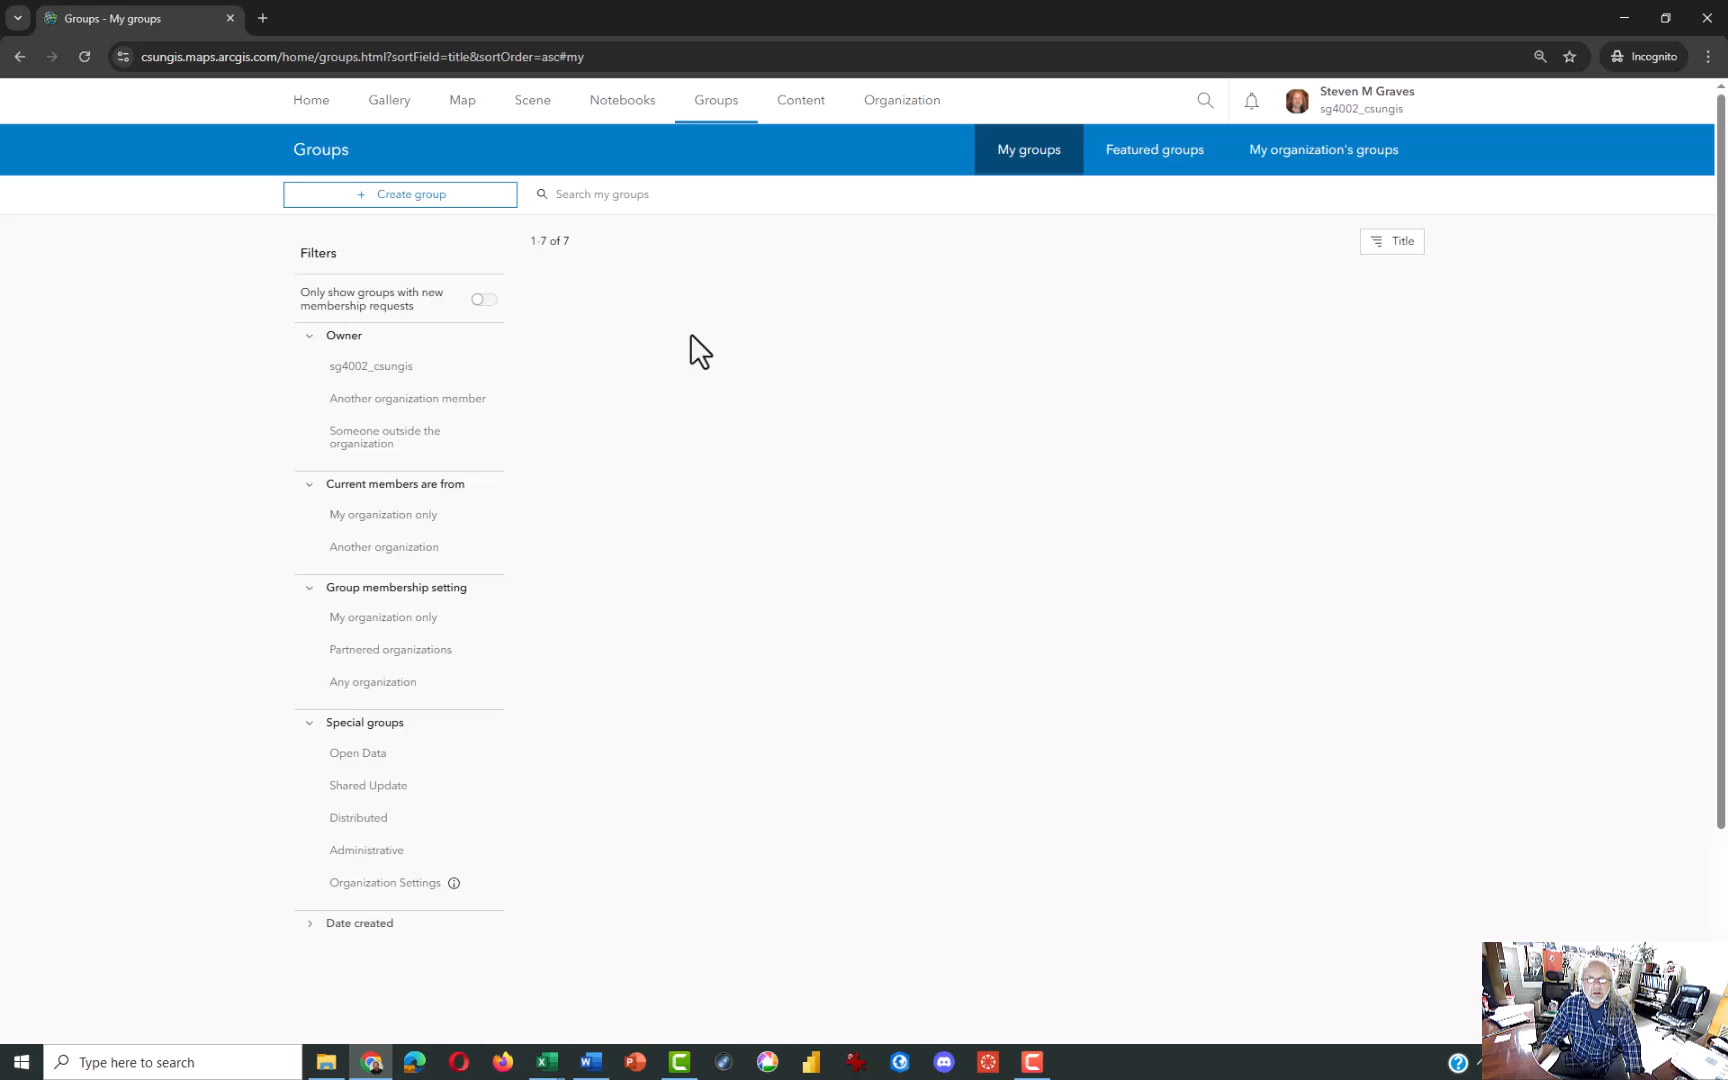 Groups - My groups
csungis.maps.arcgis.com/home/groups.html?sortField=title&sortOrder=asc#my
Incognito
Home
Gallery
Map
Scene
Notebooks
Groups
Content
Organization
Steven M Graves
sg4002_csungis
Groups
My groups
Featured groups
My organization's groups
+ Create group
Search my groups
Filters
1-7 of 7
Title
Only show groups with new
membership requests
Owner
sg4002_csungis
Another organization member
Someone outside the
organization
Current members are from
My organization only
Another organization
Group membership setting
My organization only
Partnered organizations
Any organization
Special groups
Open Data
Shared Update
Distributed
Administrative
Organization Settings
Date created
Type here to search